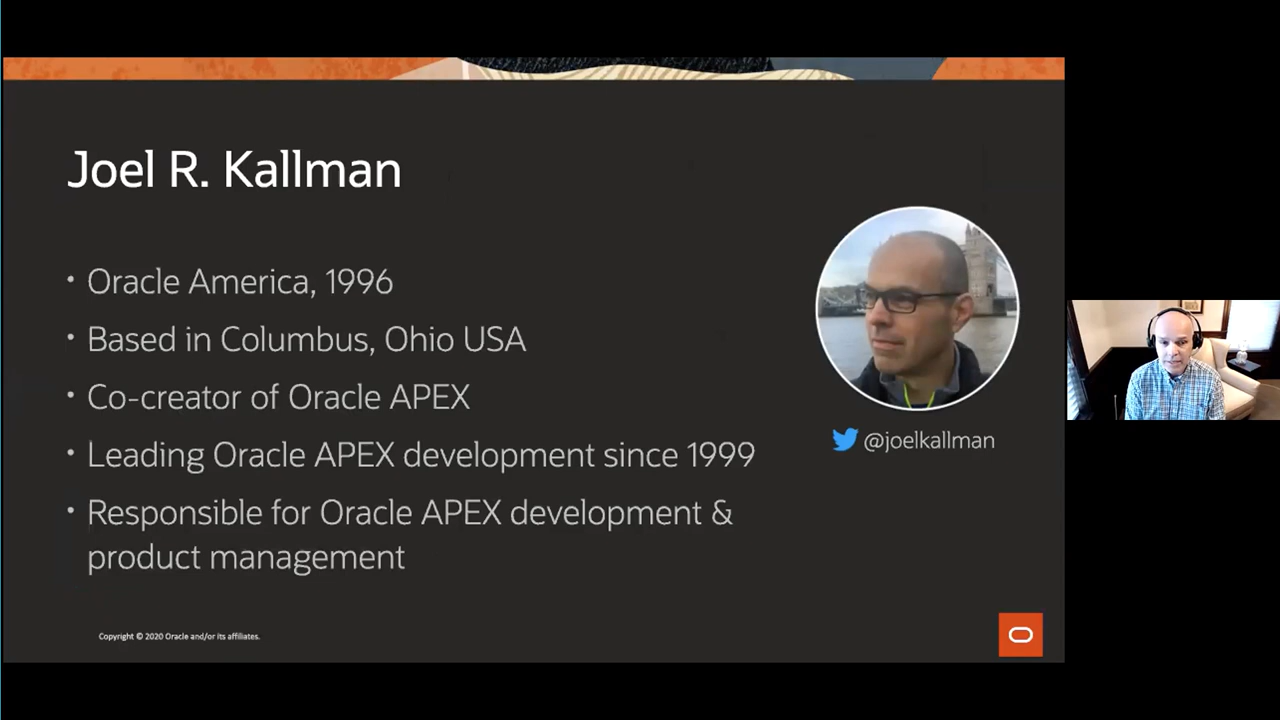 Joel R. Kallman
• Oracle America, 1996
• Based in Columbus, Ohio USA
• Co-creator of Oracle APEX
• Leading Oracle APEX development since 1999
• Responsible for Oracle APEX development &
product management
@joelkallman
Copyright © 2020 Oracle and/or its affiliates.